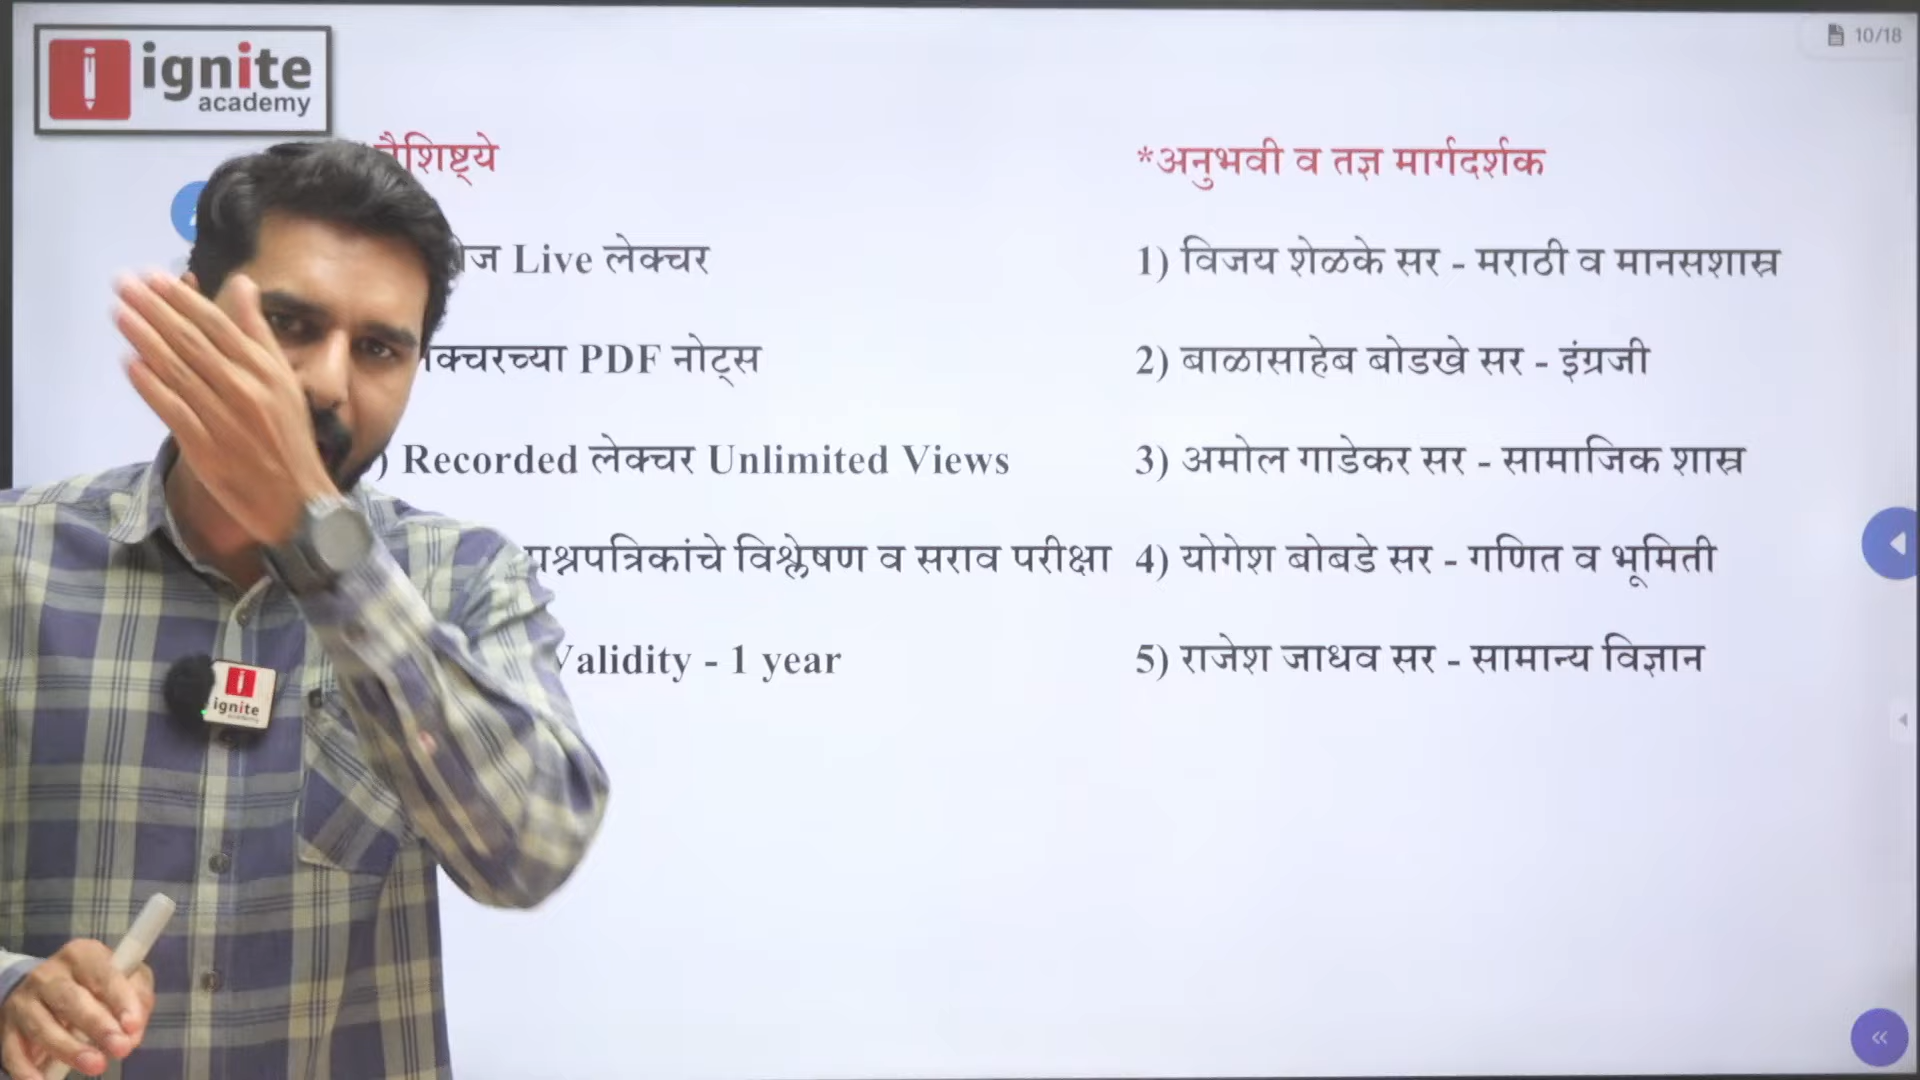 ignite
academy
10/18
*अनुभवी व तज्ञ मार्गदर्शक
Live लेक्चर
1) विजय शेळके सर - मराठी व मानसशास्त्र
PDF नोट्स
2) बाळासाहेब बोडखे सर - इंग्रजी
) Recorded लेक्चर Unlimited Views
3) अमोल गाडेकर सर - सामाजिक शास्त्र
प्रश्नपत्रिकांचे विश्लेषण व सराव परीक्षा
4) योगेश बोबडे सर - गणित व भूमिती
Validity - 1 year
5) राजेश जाधव सर - सामान्य विज्ञान
ignite
academy